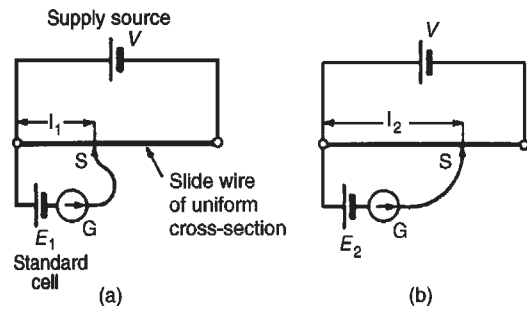 Supply source
V
l₁
S
Slide wire
of uniform
cross-section
E₁
G
Standard
cell
(a)
V
l₂
S
E₂
G
(b)